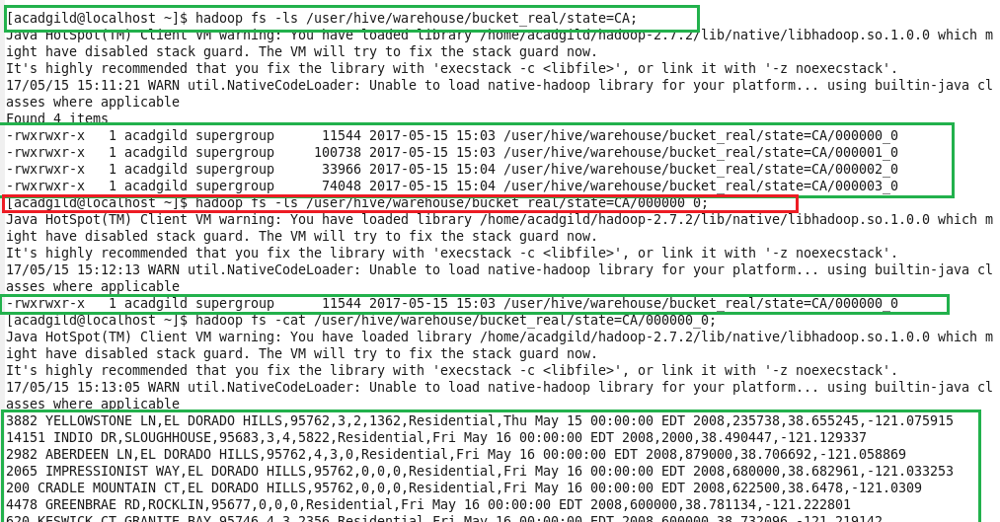 [acadgild@localhost ~]$ hadoop fs -ls /user/hive/warehouse/bucket_real/state=CA;
Java HotSpot(TM) Client VM warning: You have loaded library /home/acadgild/hadoop-2.7.2/lib/native/libhadoop.so.1.0.0 which m
ight have disabled stack guard. The VM will try to fix the stack guard now.
It's highly recommended that you fix the library with 'execstack -c <libfile>', or link it with '-z noexecstack'.
17/05/15 15:11:21 WARN util.NativeCodeLoader: Unable to load native-hadoop library for your platform... using builtin-java cl
asses where applicable
Found 4 items
-rwxrwxr-x   1 acadgild supergroup      11544 2017-05-15 15:03 /user/hive/warehouse/bucket_real/state=CA/000000_0
-rwxrwxr-x   1 acadgild supergroup     100738 2017-05-15 15:03 /user/hive/warehouse/bucket_real/state=CA/000001_0
-rwxrwxr-x   1 acadgild supergroup      33966 2017-05-15 15:04 /user/hive/warehouse/bucket_real/state=CA/000002_0
-rwxrwxr-x   1 acadgild supergroup      74048 2017-05-15 15:04 /user/hive/warehouse/bucket_real/state=CA/000003_0
[acadgild@localhost ~]$ hadoop fs -ls /user/hive/warehouse/bucket_real/state=CA/000000_0;
Java HotSpot(TM) Client VM warning: You have loaded library /home/acadgild/hadoop-2.7.2/lib/native/libhadoop.so.1.0.0 which m
ight have disabled stack guard. The VM will try to fix the stack guard now.
It's highly recommended that you fix the library with 'execstack -c <libfile>', or link it with '-z noexecstack'.
17/05/15 15:12:13 WARN util.NativeCodeLoader: Unable to load native-hadoop library for your platform... using builtin-java cl
asses where applicable
-rwxrwxr-x   1 acadgild supergroup      11544 2017-05-15 15:03 /user/hive/warehouse/bucket_real/state=CA/000000_0
[acadgild@localhost ~]$ hadoop fs -cat /user/hive/warehouse/bucket_real/state=CA/000000_0;
Java HotSpot(TM) Client VM warning: You have loaded library /home/acadgild/hadoop-2.7.2/lib/native/libhadoop.so.1.0.0 which m
ight have disabled stack guard. The VM will try to fix the stack guard now.
It's highly recommended that you fix the library with 'execstack -c <libfile>', or link it with '-z noexecstack'.
17/05/15 15:13:05 WARN util.NativeCodeLoader: Unable to load native-hadoop library for your platform... using builtin-java cl
asses where applicable
3882 YELLOWSTONE LN,EL DORADO HILLS,95762,3,2,1362,Residential,Thu May 15 00:00:00 EDT 2008,235738,38.655245,-121.075915
14151 INDIO DR,SLOUGHHOUSE,95683,3,4,5822,Residential,Fri May 16 00:00:00 EDT 2008,2000,38.490447,-121.129337
2982 ABERDEEN LN,EL DORADO HILLS,95762,4,3,0,Residential,Fri May 16 00:00:00 EDT 2008,879000,38.706692,-121.058869
2065 IMPRESSIONIST WAY,EL DORADO HILLS,95762,0,0,0,Residential,Fri May 16 00:00:00 EDT 2008,680000,38.682961,-121.033253
200 CRADLE MOUNTAIN CT,EL DORADO HILLS,95762,0,0,0,Residential,Fri May 16 00:00:00 EDT 2008,622500,38.6478,-121.0309
4478 GREENBRAE RD,ROCKLIN,95677,0,0,0,Residential,Fri May 16 00:00:00 EDT 2008,600000,38.781134,-121.222801
620 KESWICK CT,GRANITE BAY,95746,4,3,2356,Residential,Fri May 16 00:00:00 EDT 2008,600000,38.732096,-121.219142